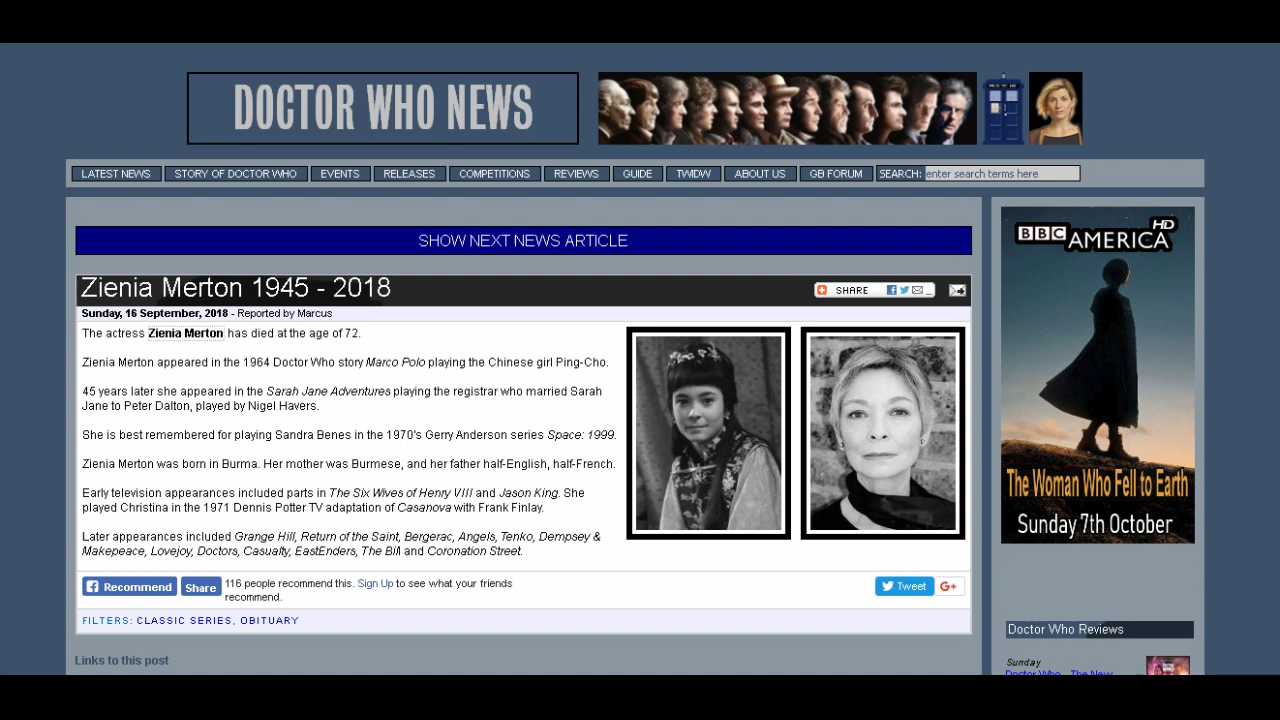 DOCTOR WHO NEWS
LATEST NEWS STORY OF DOCTOR WHO EVENTS RELEASES COMPETITIONS REVIEWS GUIDE TWIDW ABOUT US GB FORUM SEARCH: enter search terms here
SHOW NEXT NEWS ARTICLE
Zienia Merton 1945 - 2018
SHARE
Sunday, 16 September, 2018 - Reported by Marcus
The actress Zienia Merton has died at the age of 72.
Zienia Merton appeared in the 1964 Doctor Who story Marco Polo playing the Chinese girl Ping-Cho.
45 years later she appeared in the Sarah Jane Adventures playing the registrar who married Sarah
Jane to Peter Dalton, played by Nigel Havers.
She is best remembered for playing Sandra Benes in the 1970's Gerry Anderson series Space: 1999.
Zienia Merton was born in Burma. Her mother was Burmese, and her father half-English, half-French.
Early television appearances included parts in The Six Wives of Henry VIII and Jason King. She
played Christina in the 1971 Dennis Potter TV adaptation of Casanova with Frank Finlay.
Later appearances included Grange Hill, Return of the Saint, Bergerac, Angels, Tenko, Dempsey &
Makepeace, Lovejoy, Doctors, Casualty, EastEnders, The Bill and Coronation Street.
Recommend Share 116 people recommend this. Sign Up to see what your friends
recommend.
Tweet G+
FILTERS: CLASSIC SERIES, OBITUARY
Links to this post
BBC AMERICA HD
The Woman Who Fell to Earth
Sunday 7th October
Doctor Who Reviews
Sunday
Doctor Who - The New